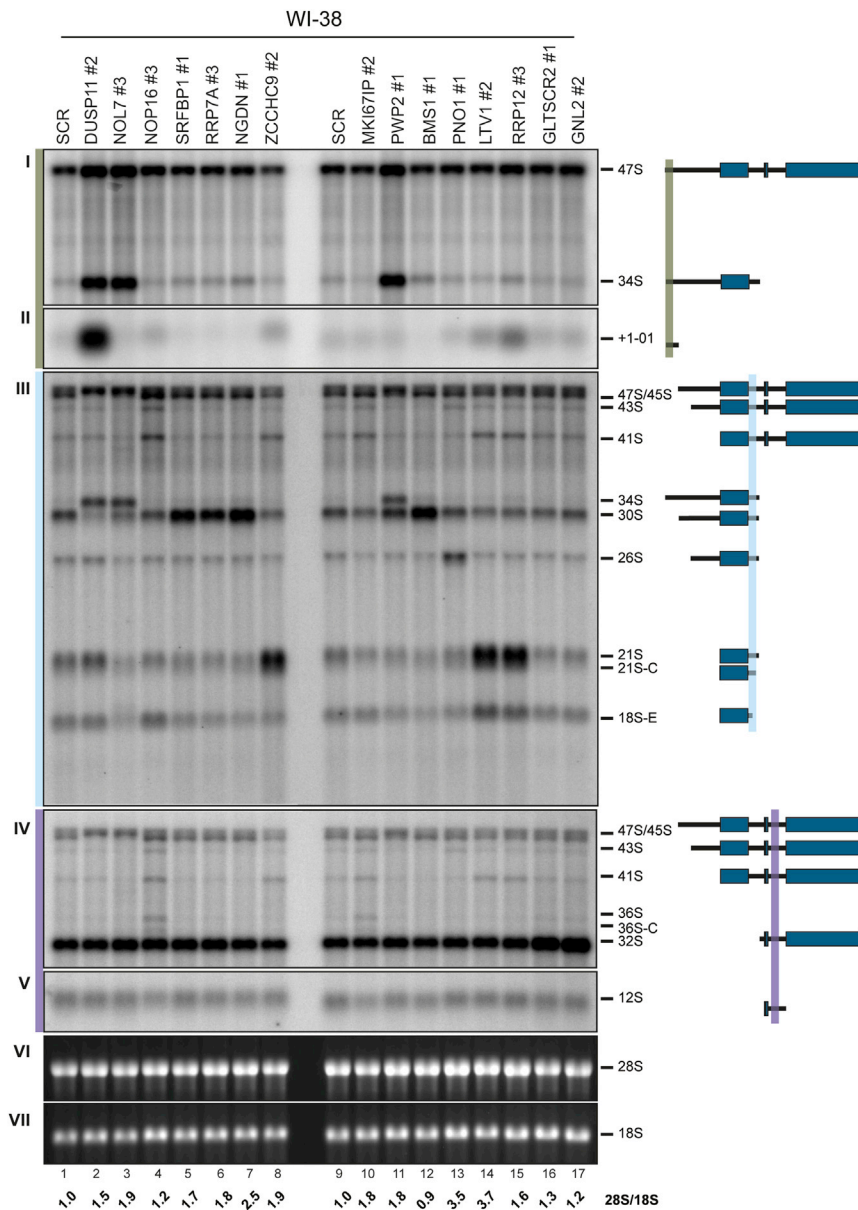 WI-38
SCR
DUSP11 #2
NOL7 #3
NOP16 #3
SRFBP1 #1
RRP7A #3
NGDN #1
ZCCHC9 #2
SCR
MKI67IP #2
PWP2 #1
BMS1 #1
PNO1 #1
LTV1 #2
RRP12 #3
GLTSCR2 #1
GNL2 #2
I
47S
34S
II
+1-01
III
47S/45S
43S
41S
34S
30S
26S
21S
21S-C
18S-E
IV
47S/45S
43S
41S
36S
36S-C
32S
V
12S
VI
28S
VII
18S
1 2 3 4 5 6 7 8 9 10 11 12 13 14 15 16 17
1.0 1.5 1.9 1.2 1.7 1.8 2.5 1.9 1.0 1.8 1.8 0.9 3.5 3.7 1.6 1.3 1.2 28S/18S